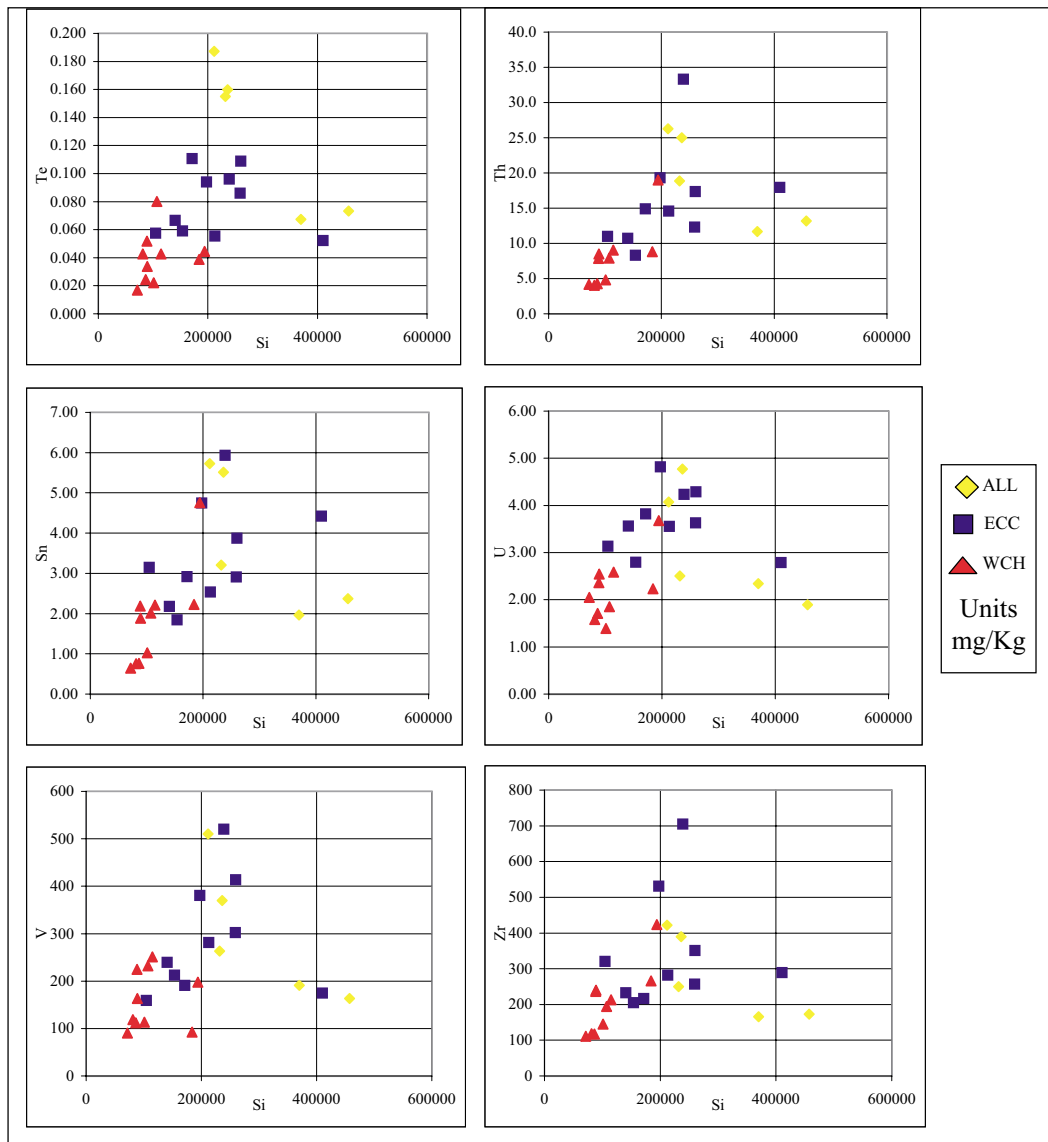 0.200
0.180
0.160
0.140
0.120
0.100
0.080
0.060
0.040
0.020
0.000
Te
0 200000 400000 600000
Si
40.0
35.0
30.0
25.0
20.0
15.0
10.0
5.0
0.0
Th
0 200000 400000 600000
Si
7.00
6.00
5.00
4.00
3.00
2.00
1.00
0.00
Sn
0 200000 400000 600000
Si
6.00
5.00
4.00
3.00
2.00
1.00
0.00
U
0 200000 400000 600000
Si
ALL
ECC
WCH
Units
mg/Kg
600
500
400
300
200
100
0
V
0 200000 400000 600000
Si
800
700
600
500
400
300
200
100
0
Zr
0 200000 400000 600000
Si